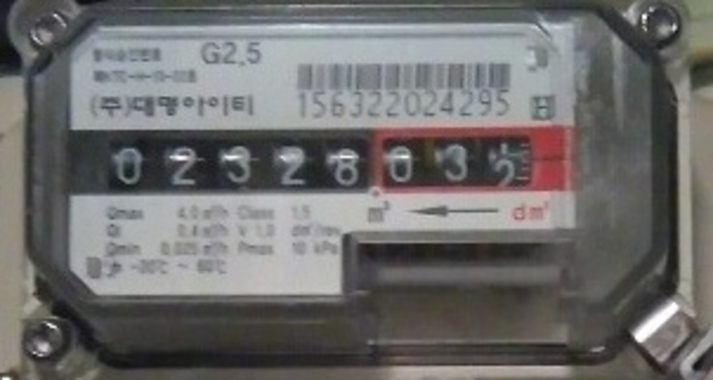 G2,5
(주)대명아이티
156322024295
0 2 3 2 8 0 3 2
m³ dm³
Qmax 4.0 m³/h Class 1,5
Qt 0.4 m³/h V 1.0 dm³/rev
Qmin 0,025 m³/h Pmax 10 kPa
-20℃ ~ 60℃